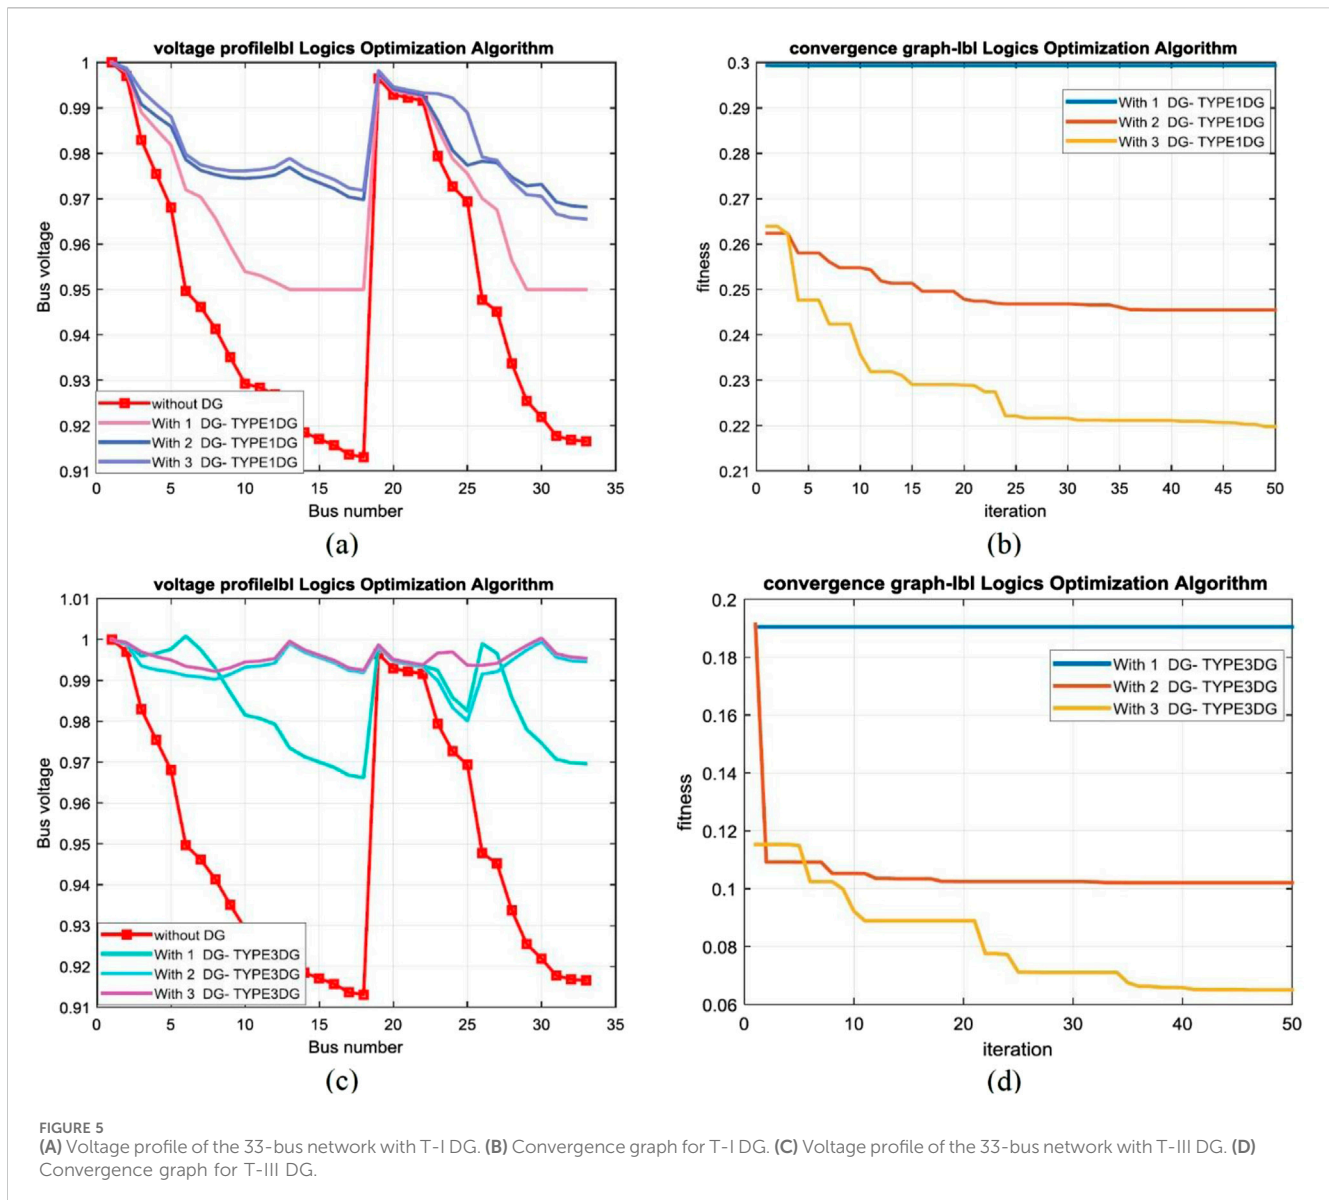 voltage profilelbl Logics Optimization Algorithm
1
0.99
0.98
0.97
0.96
0.95
0.94
0.93
0.92
0.91
Bus voltage
without DG
With 1 DG- TYPE1DG
With 2 DG- TYPE1DG
With 3 DG- TYPE1DG
0 5 10 15 20 25 30 35
Bus number
(a)
convergence graph-lbl Logics Optimization Algorithm
0.3
0.29
0.28
0.27
0.26
0.25
0.24
0.23
0.22
0.21
fitness
With 1 DG- TYPE1DG
With 2 DG- TYPE1DG
With 3 DG- TYPE1DG
0 5 10 15 20 25 30 35 40 45 50
iteration
(b)
voltage profilelbl Logics Optimization Algorithm
1.01
1
0.99
0.98
0.97
0.96
0.95
0.94
0.93
0.92
0.91
Bus voltage
without DG
With 1 DG- TYPE3DG
With 2 DG- TYPE3DG
With 3 DG- TYPE3DG
0 5 10 15 20 25 30 35
Bus number
(c)
convergence graph-lbl Logics Optimization Algorithm
0.2
0.18
0.16
0.14
0.12
0.1
0.08
0.06
fitness
With 1 DG- TYPE3DG
With 2 DG- TYPE3DG
With 3 DG- TYPE3DG
0 10 20 30 40 50
iteration
(d)
FIGURE 5
(A) Voltage profile of the 33-bus network with T-I DG. (B) Convergence graph for T-I DG. (C) Voltage profile of the 33-bus network with T-III DG. (D)
Convergence graph for T-III DG.